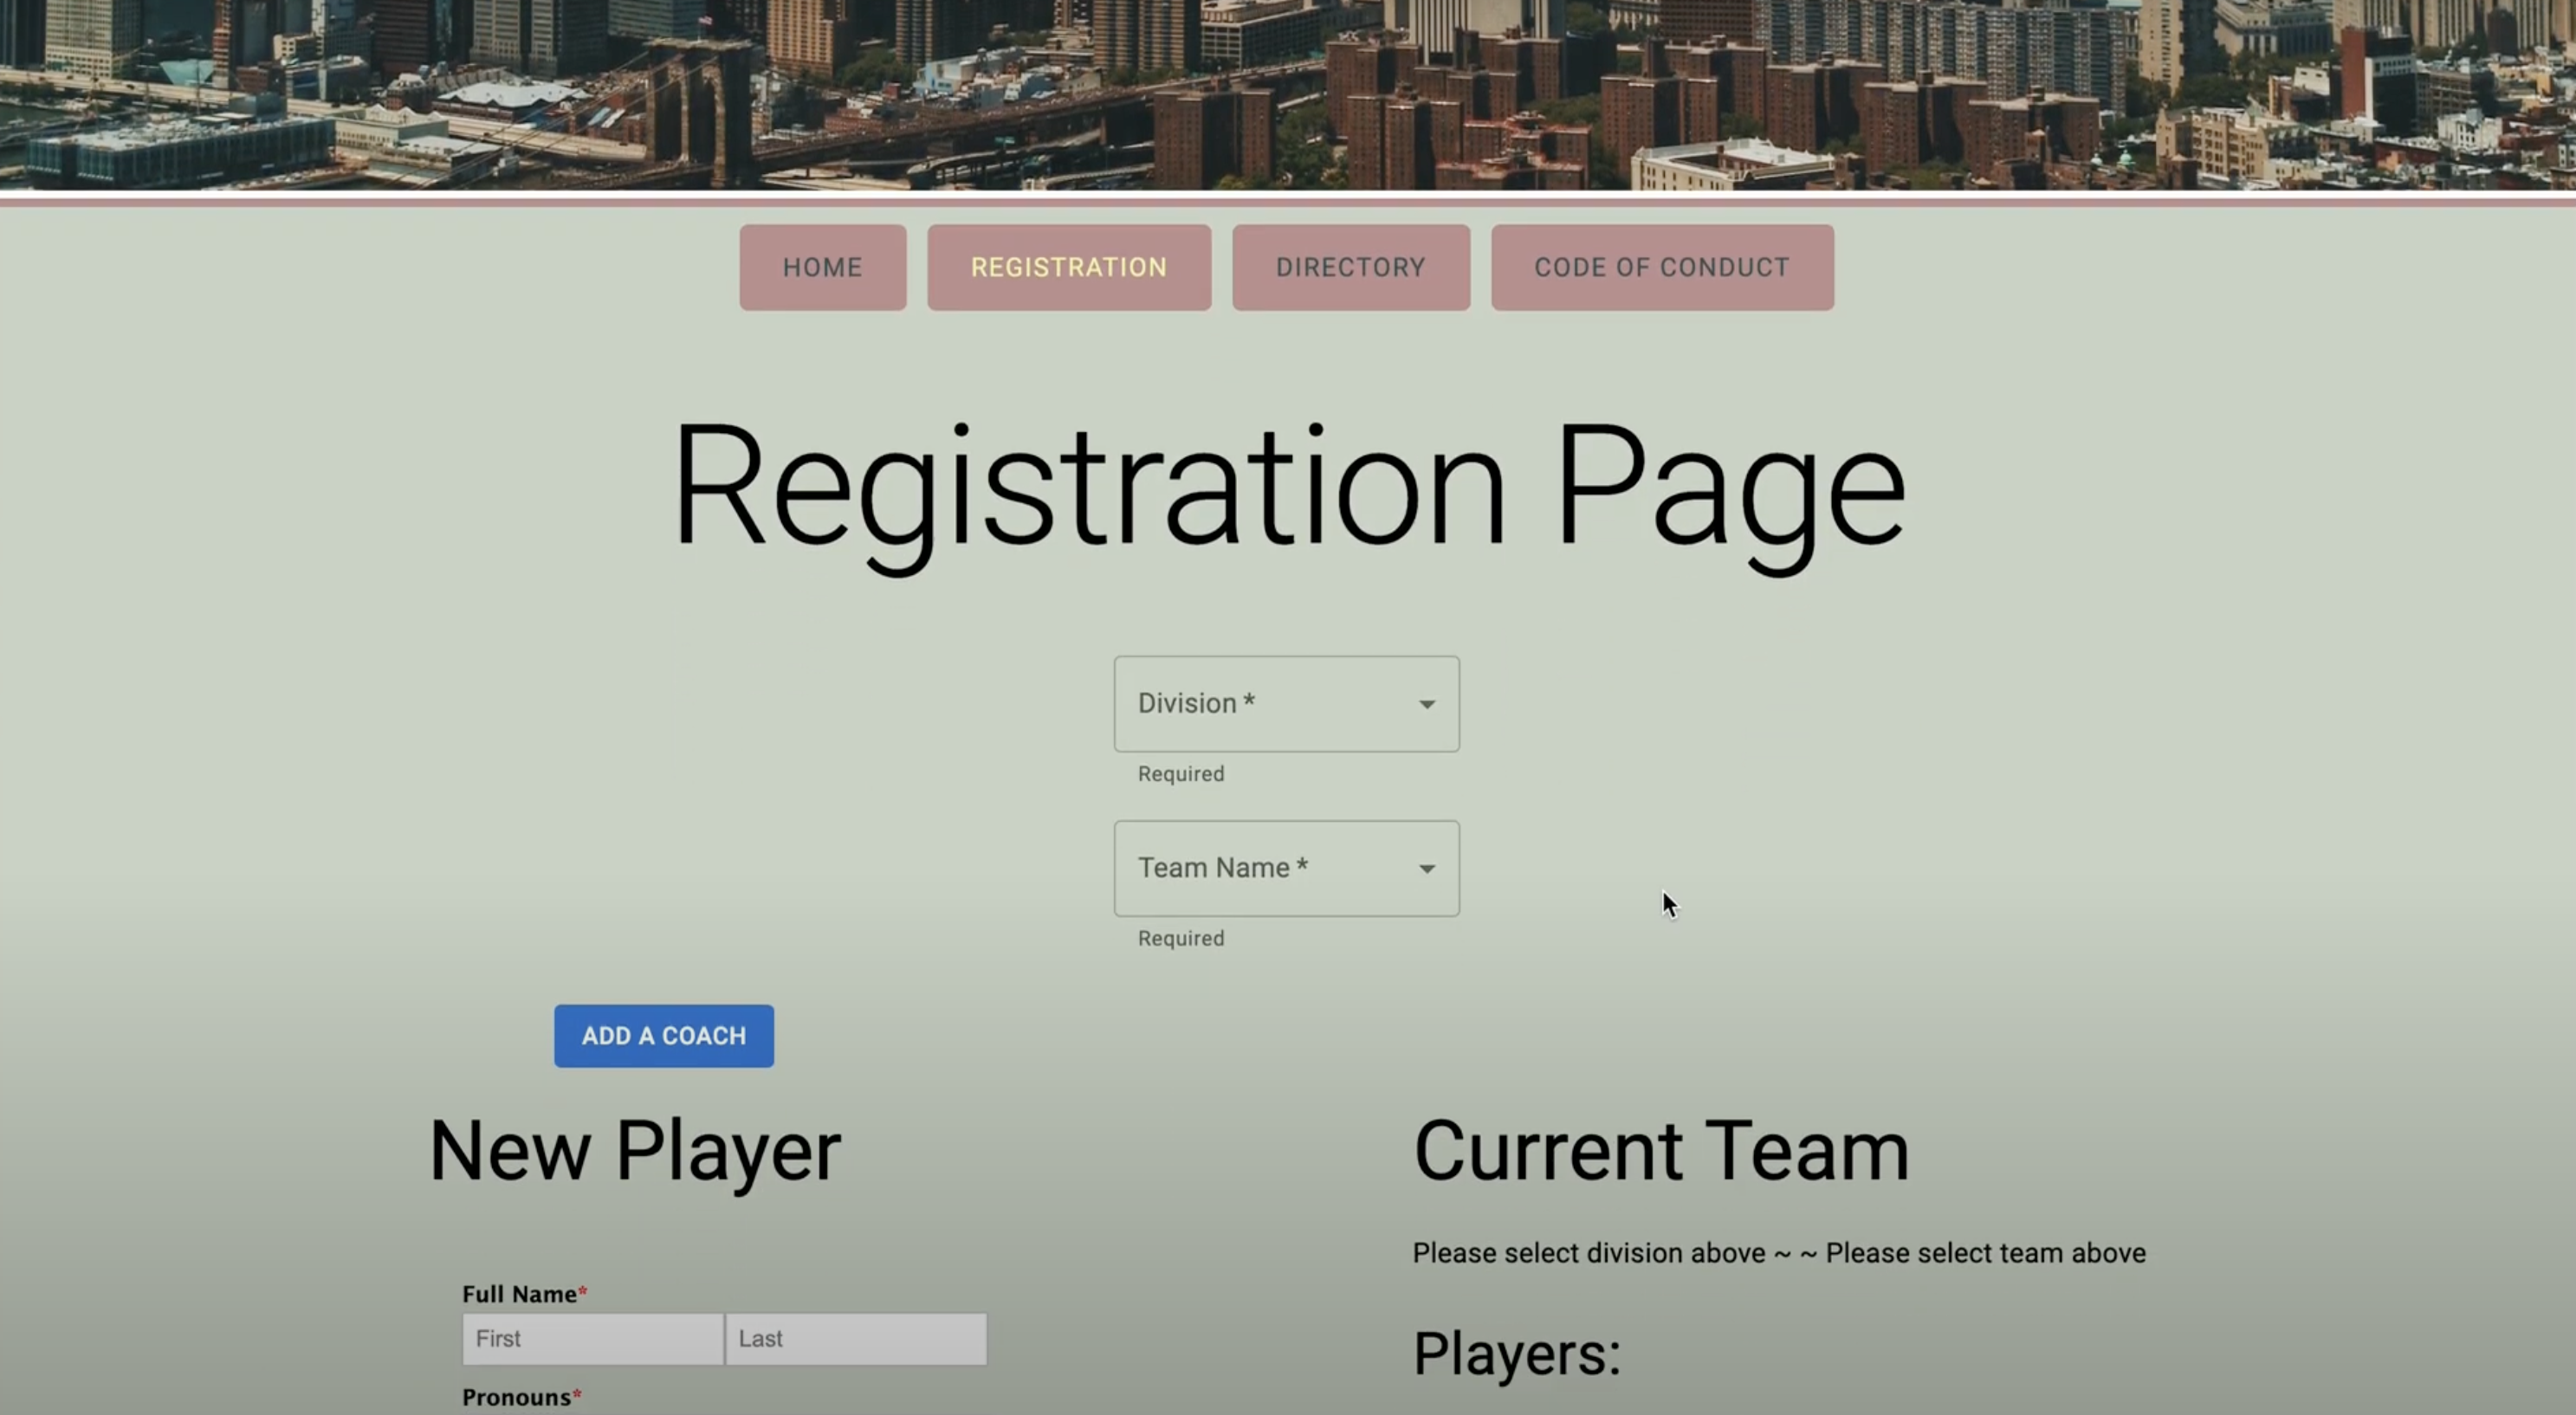 HOME REGISTRATION DIRECTORY CODE OF CONDUCT
Registration Page
Division *
Required
Team Name *
Required
ADD A COACH
New Player
Full Name*
First Last
Pronouns*
Current Team
Please select division above ~ ~ Please select team above
Players: